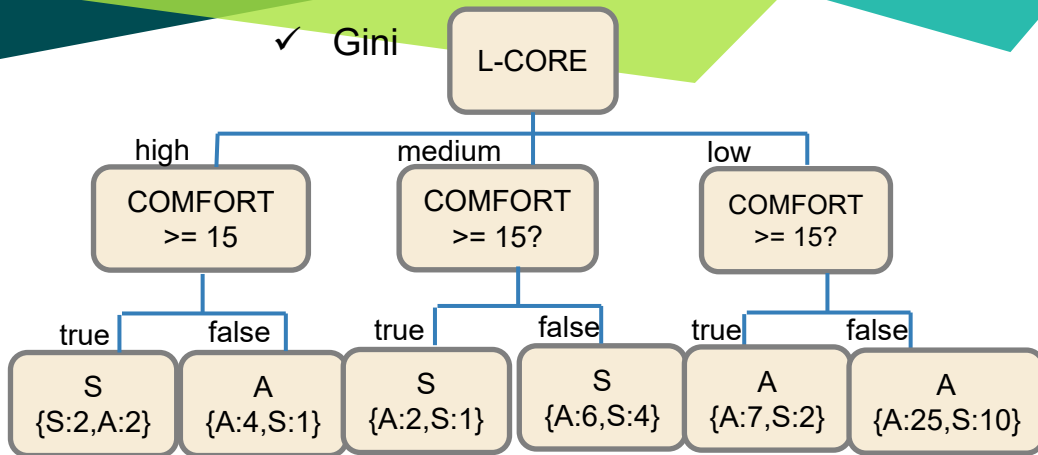 ✓ Gini
L-CORE
high
medium
low
COMFORT
>= 15
COMFORT
>= 15?
COMFORT
>= 15?
true
false
true
false
true
false
S
{S:2,A:2}
A
{A:4,S:1}
S
{A:2,S:1}
S
{A:6,S:4}
A
{A:7,S:2}
A
{A:25,S:10}